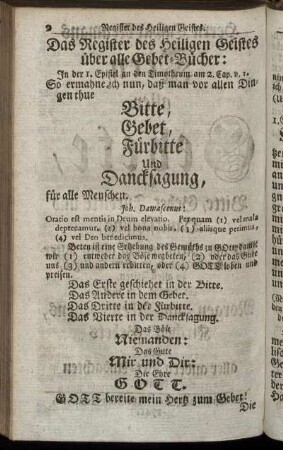 2 Register des Heiligen Geistes.
Das Register des Heiligen Geistes
über alle Gebet-Bücher:
In der 1. Epistel an den Timotheum am 2. Cap. v. 1.
So ermahne ich nun, daß man vor allen Din-
gen thue
Bitte,
Gebet,
Fürbitte
Und
Dancksagung,
für alle Menschen.
Joh. Damascenus:
Oratio est mentis in Deum elevatio. Per quam (1) vel mala
deprecamur, (2) vel bona nobis, (3) aliisque petimus,
(4) vel Deo benedicimus.
Beten ist eine Erhebung des Gemüths zu GOtt, damit
wir (1) entweder das Böse wegbeten, (2) oder das Gute
uns (3) und andern erbitten, oder (4) GOTT loben und
preisen.
Das Erste geschiehet in der Bitte.
Das Andere in dem Gebet.
Das Dritte in der Fürbitte.
Das Vierte in der Dancksagung.
Das Böse
Niemanden:
Das Gute
Mir und Dir:
Die Ehre
GOTT.
GOTT bereite mein Hertz zum Gebet!
Die